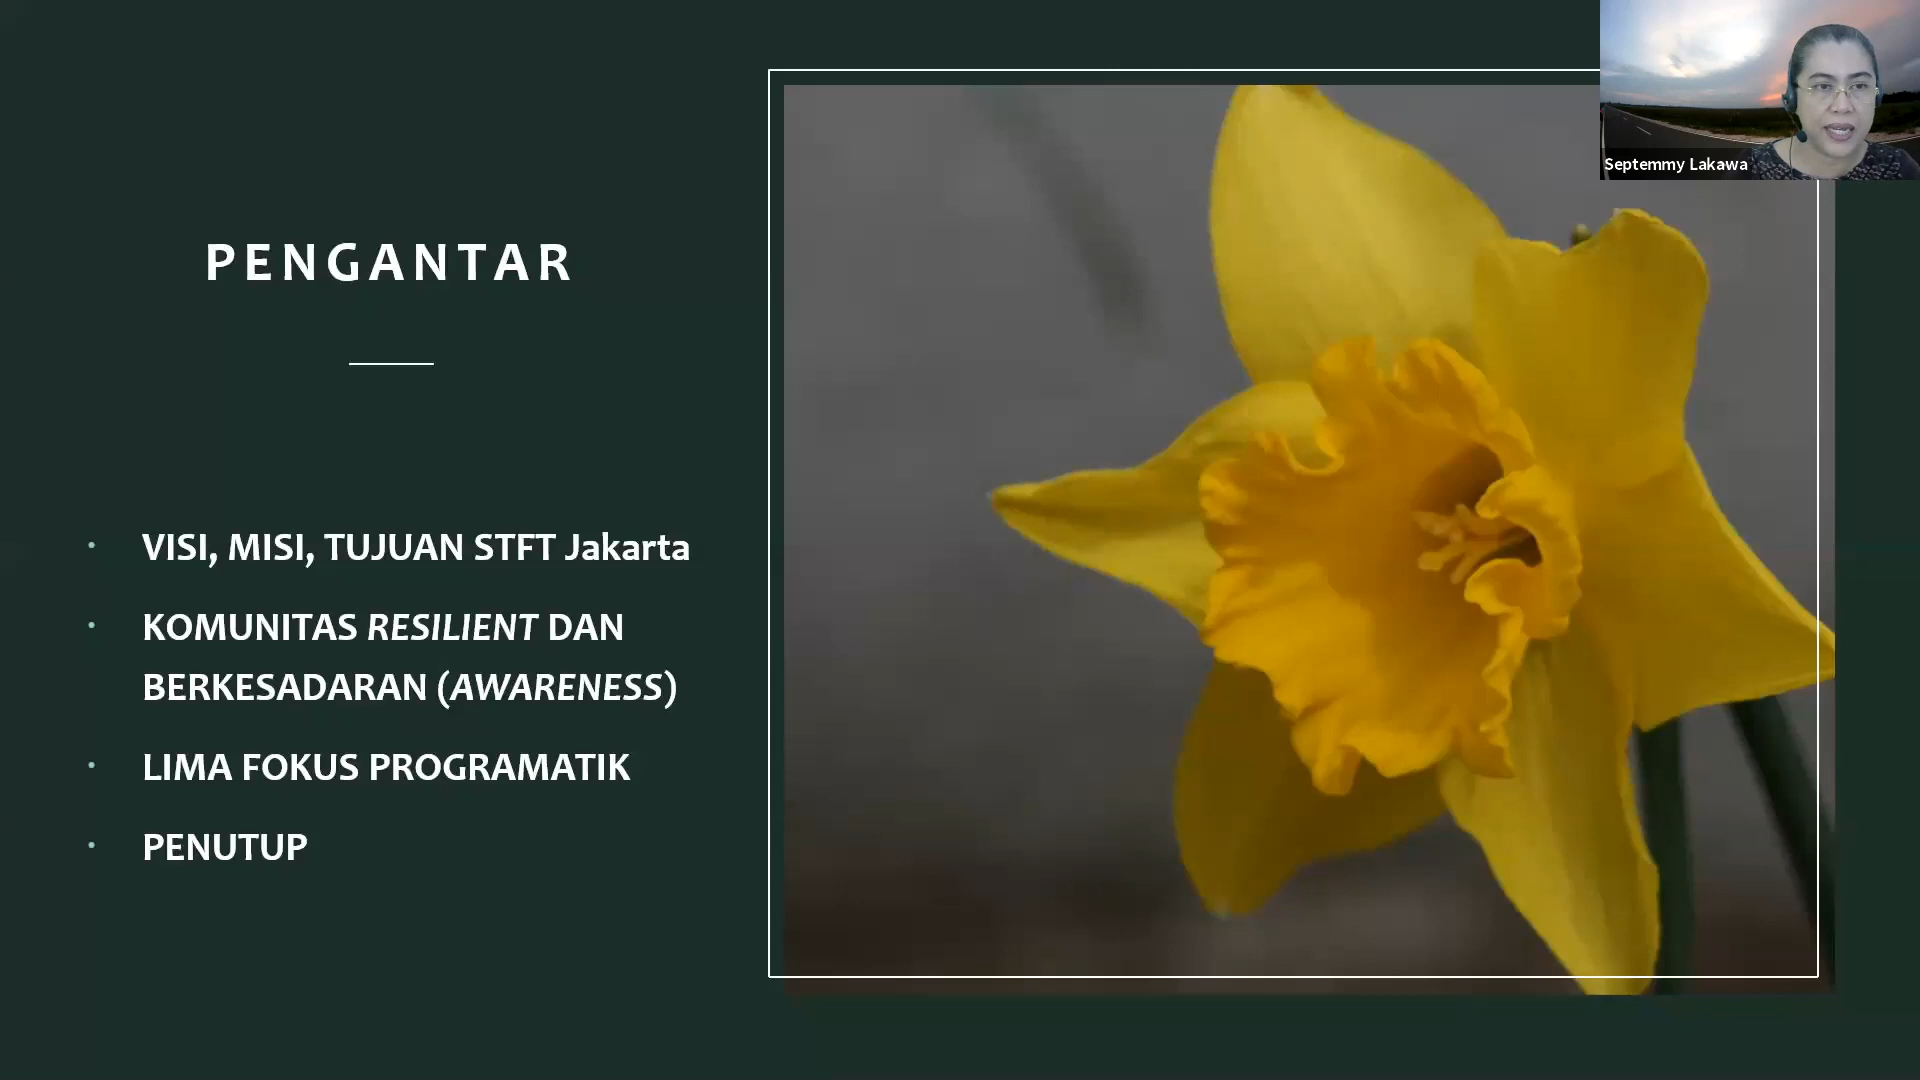 PENGANTAR
VISI, MISI, TUJUAN STFT Jakarta
KOMUNITAS RESILIENT DAN
BERKESADARAN (AWARENESS)
LIMA FOKUS PROGRAMATIK
PENUTUP
Septemmy Lakawa